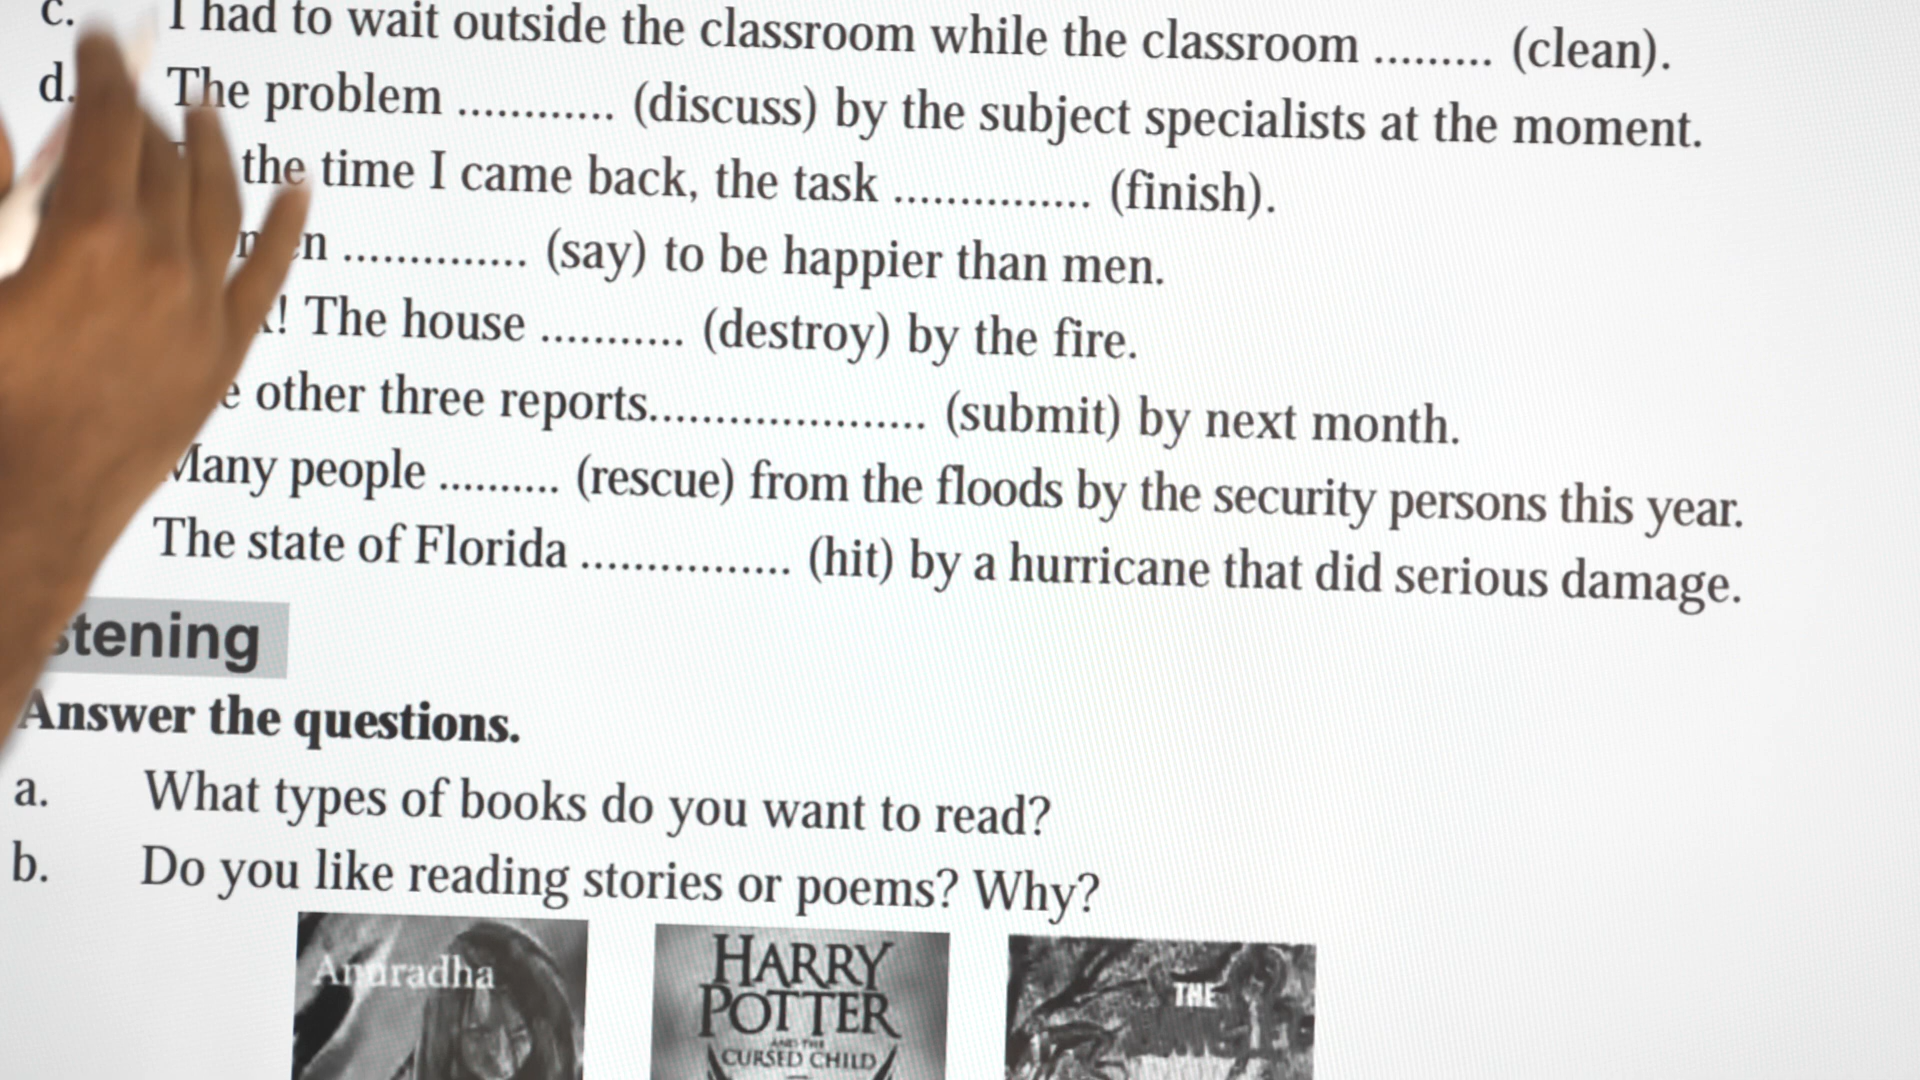 c. I had to wait outside the classroom while the classroom ......... (clean).
d. The problem ............ (discuss) by the subject specialists at the moment.
the time I came back, the task ............... (finish).
.............. (say) to be happier than men.
! The house ........... (destroy) by the fire.
other three reports..................... (submit) by next month.
Many people ......... (rescue) from the floods by the security persons this year.
The state of Florida ................ (hit) by a hurricane that did serious damage.
stening
Answer the questions.
a. What types of books do you want to read?
b. Do you like reading stories or poems? Why?
Anuradha
HARRY
POTTER
AND THE
CURSED CHILD
THE